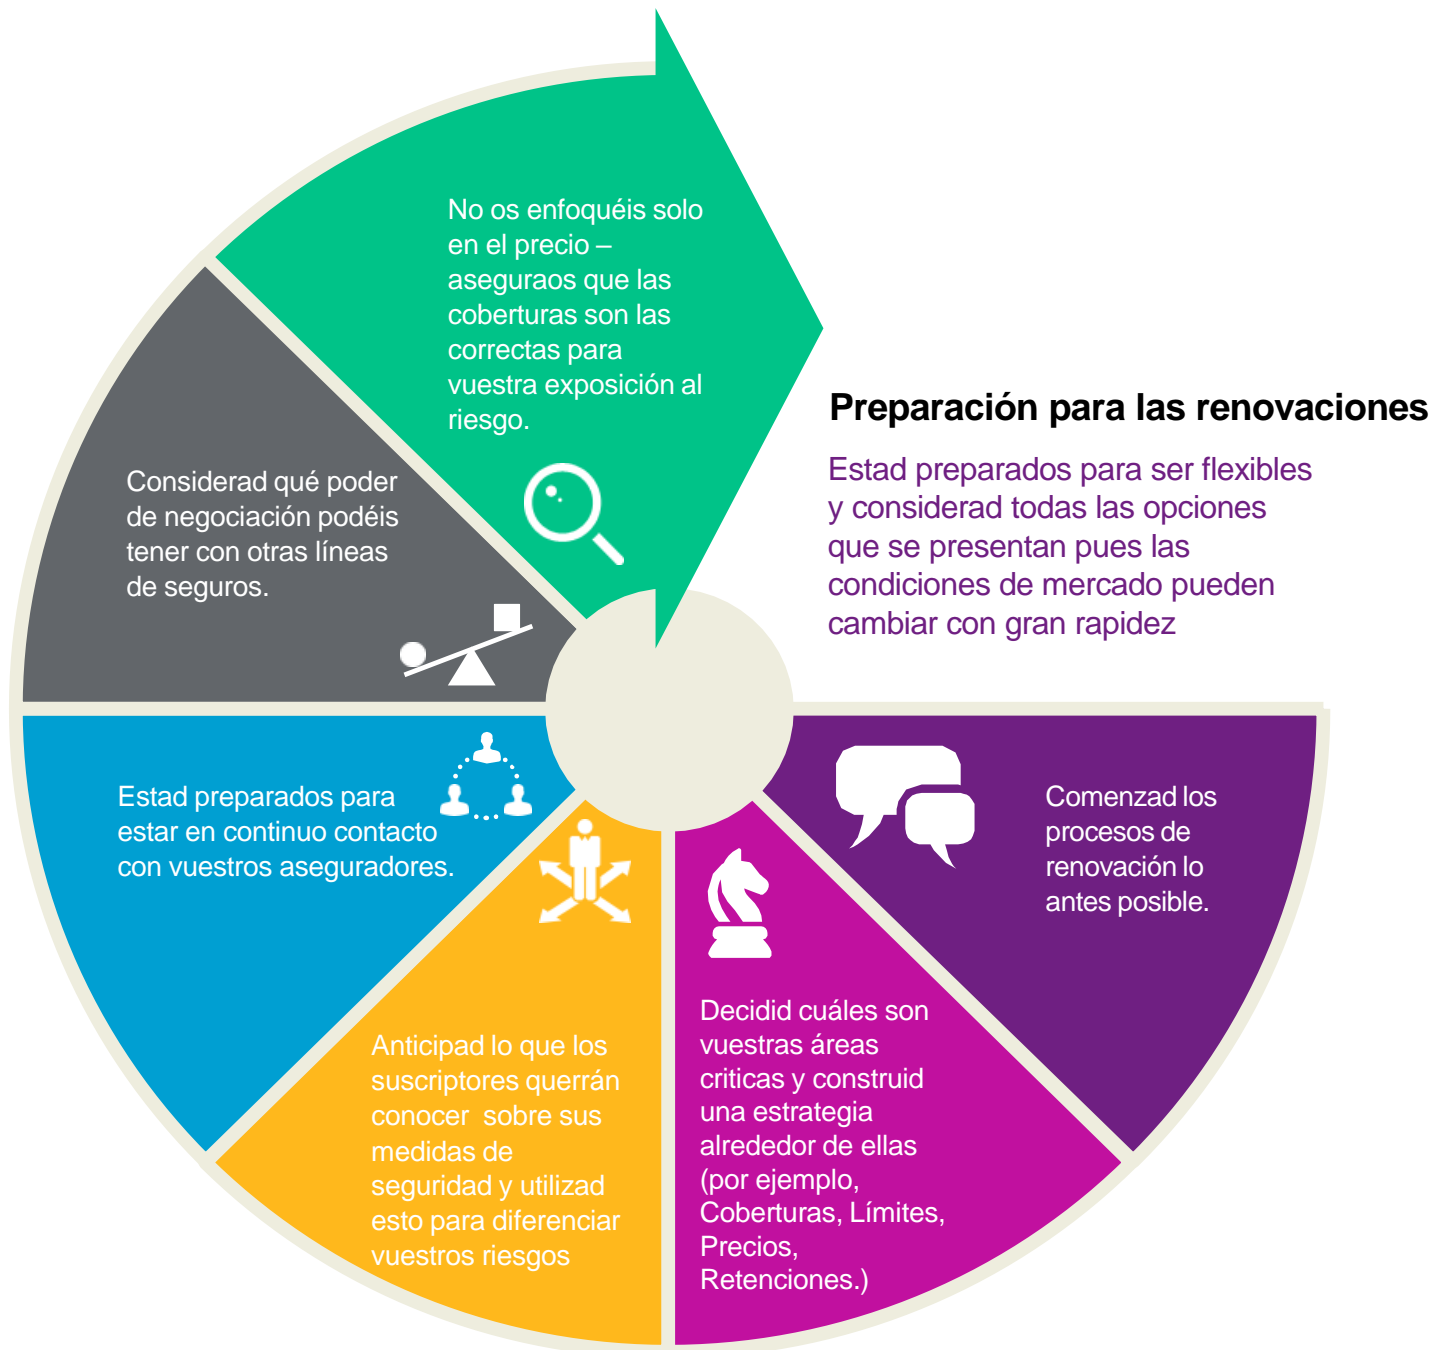 No os enfoquéis solo
en el precio –
aseguraos que las
coberturas son las
correctas para
vuestra exposición al
riesgo.
Preparación para las renovaciones
Estad preparados para ser flexibles
y considerad todas las opciones
que se presentan pues las
condiciones de mercado pueden
cambiar con gran rapidez
Considerad qué poder
de negociación podéis
tener con otras líneas
de seguros.
Estad preparados para
estar en continuo contacto
con vuestros aseguradores.
Anticipad lo que los
suscriptores querrán
conocer sobre sus
medidas de
seguridad y utilizad
esto para diferenciar
vuestros riesgos
Decidid cuáles son
vuestras áreas
criticas y construid
una estrategia
alrededor de ellas
(por ejemplo,
Coberturas, Límites,
Precios,
Retenciones.)
Comenzad los
procesos de
renovación lo
antes posible.